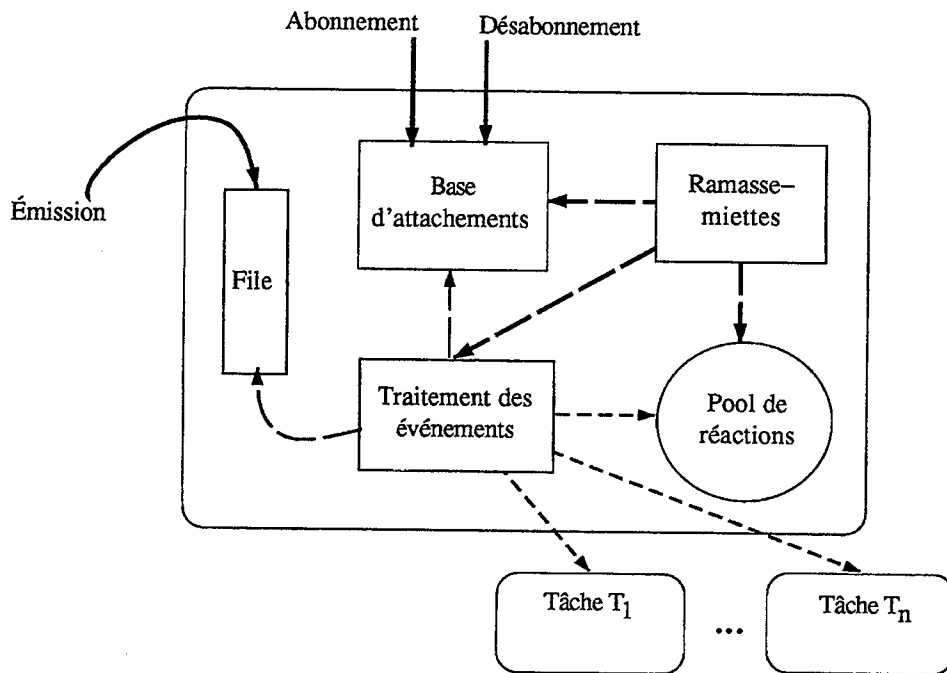 Abonnement
Désabonnement
Émission
File
Base
d'attachements
Ramasse–
miettes
Traitement des
événements
Pool de
réactions
Tâche T1
...
Tâche Tn